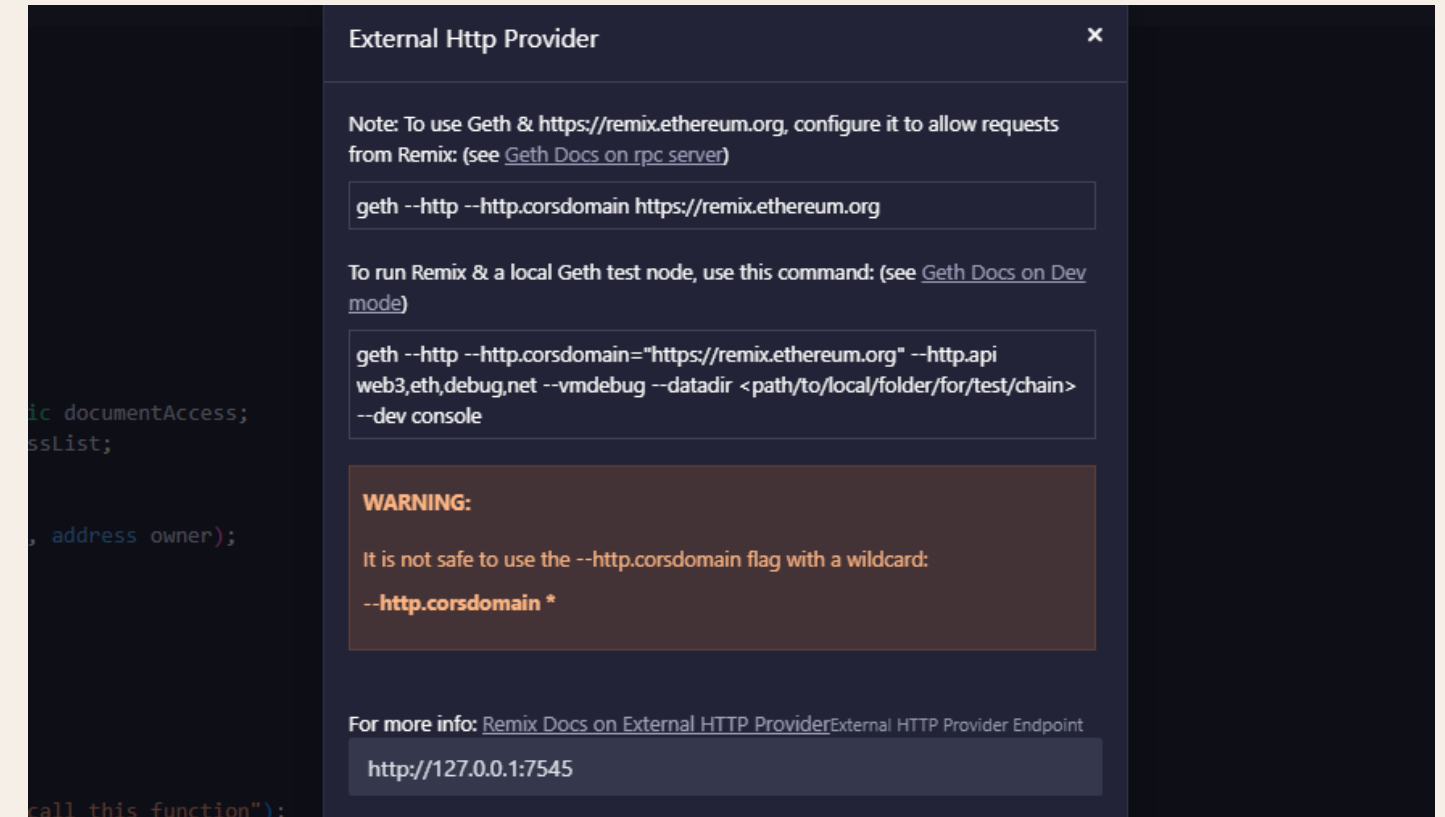 External Http Provider ×
Note: To use Geth & https://remix.ethereum.org, configure it to allow requests
from Remix: (see Geth Docs on rpc server)
geth --http --http.corsdomain https://remix.ethereum.org
To run Remix & a local Geth test node, use this command: (see Geth Docs on Dev
mode)
geth --http --http.corsdomain="https://remix.ethereum.org" --http.api
web3,eth,debug,net --vmdebug --datadir <path/to/local/folder/for/test/chain>
--dev console
ic documentAccess;
ssList;
, address owner);
WARNING:
It is not safe to use the --http.corsdomain flag with a wildcard:
--http.corsdomain *
For more info: Remix Docs on External HTTP ProviderExternal HTTP Provider Endpoint
http://127.0.0.1:7545
call this function");